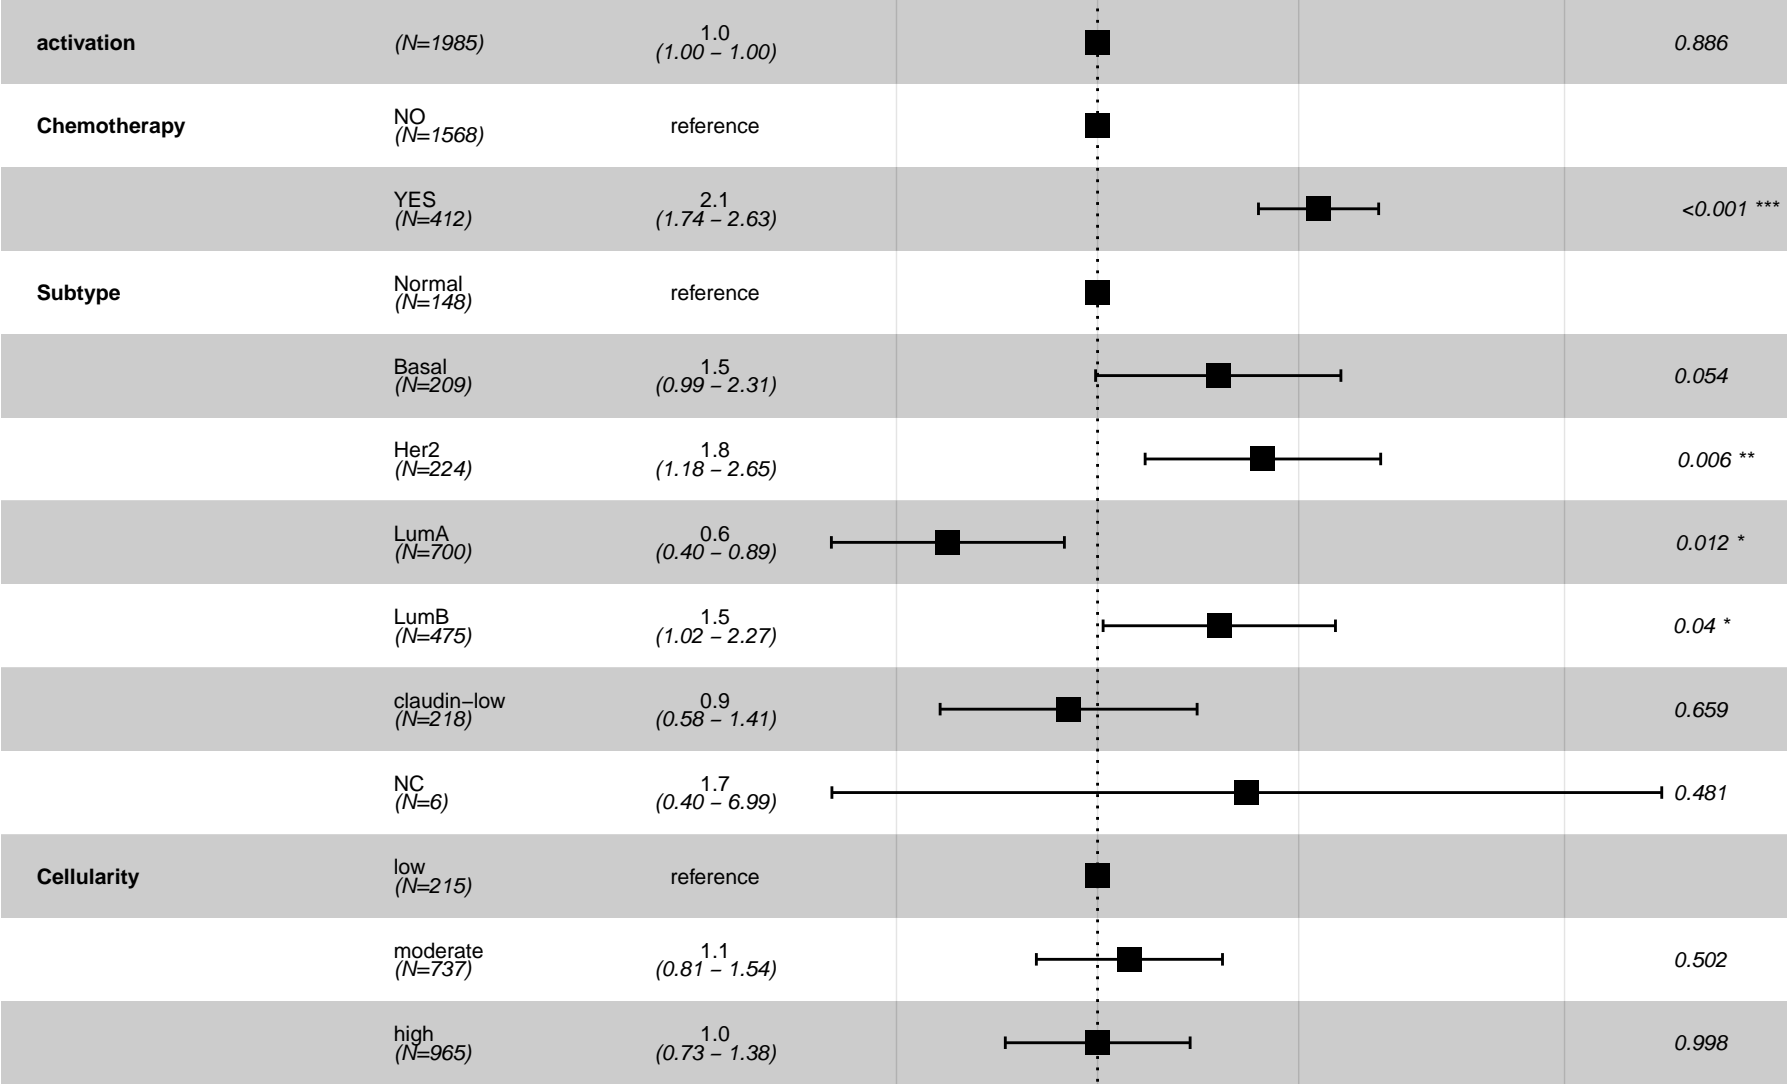 activation (N=1985) 1.0 (1.00 – 1.00) 0.886
Chemotherapy NO (N=1568) reference
YES (N=412) 2.1 (1.74 – 2.63) <0.001 ***
Subtype Normal (N=148) reference
Basal (N=209) 1.5 (0.99 – 2.31) 0.054
Her2 (N=224) 1.8 (1.18 – 2.65) 0.006 **
LumA (N=700) 0.6 (0.40 – 0.89) 0.012 *
LumB (N=475) 1.5 (1.02 – 2.27) 0.04 *
claudin–low (N=218) 0.9 (0.58 – 1.41) 0.659
NC (N=6) 1.7 (0.40 – 6.99) 0.481
Cellularity low (N=215) reference
moderate (N=737) 1.1 (0.81 – 1.54) 0.502
high (N=965) 1.0 (0.73 – 1.38) 0.998